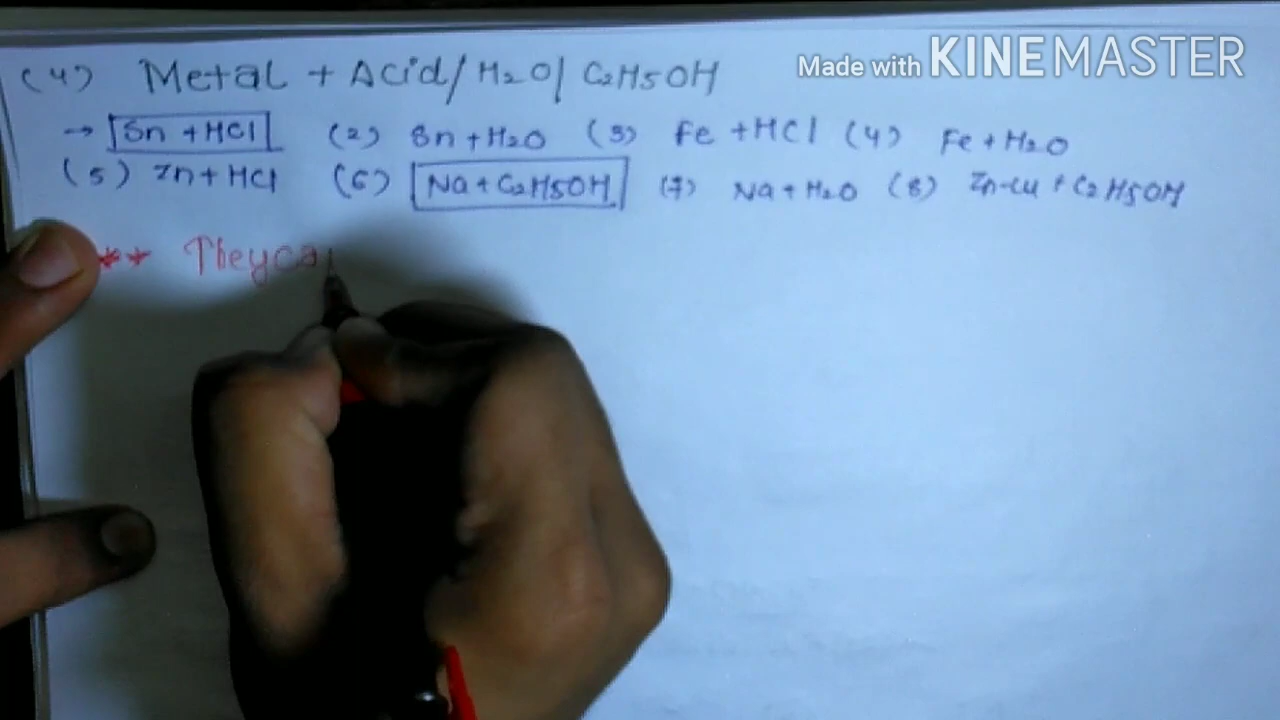 (4) Metal + Acid/H2O/C2H5OH
Made with KINEMASTER
→ Sn + HCl (2) Sn + H2O (3) Fe + HCl (4) Fe + H2O
(5) Zn + HCl (6) Na + C2H5OH (7) Na + H2O (8) Zn-Cu + C2H5OH
** They ca